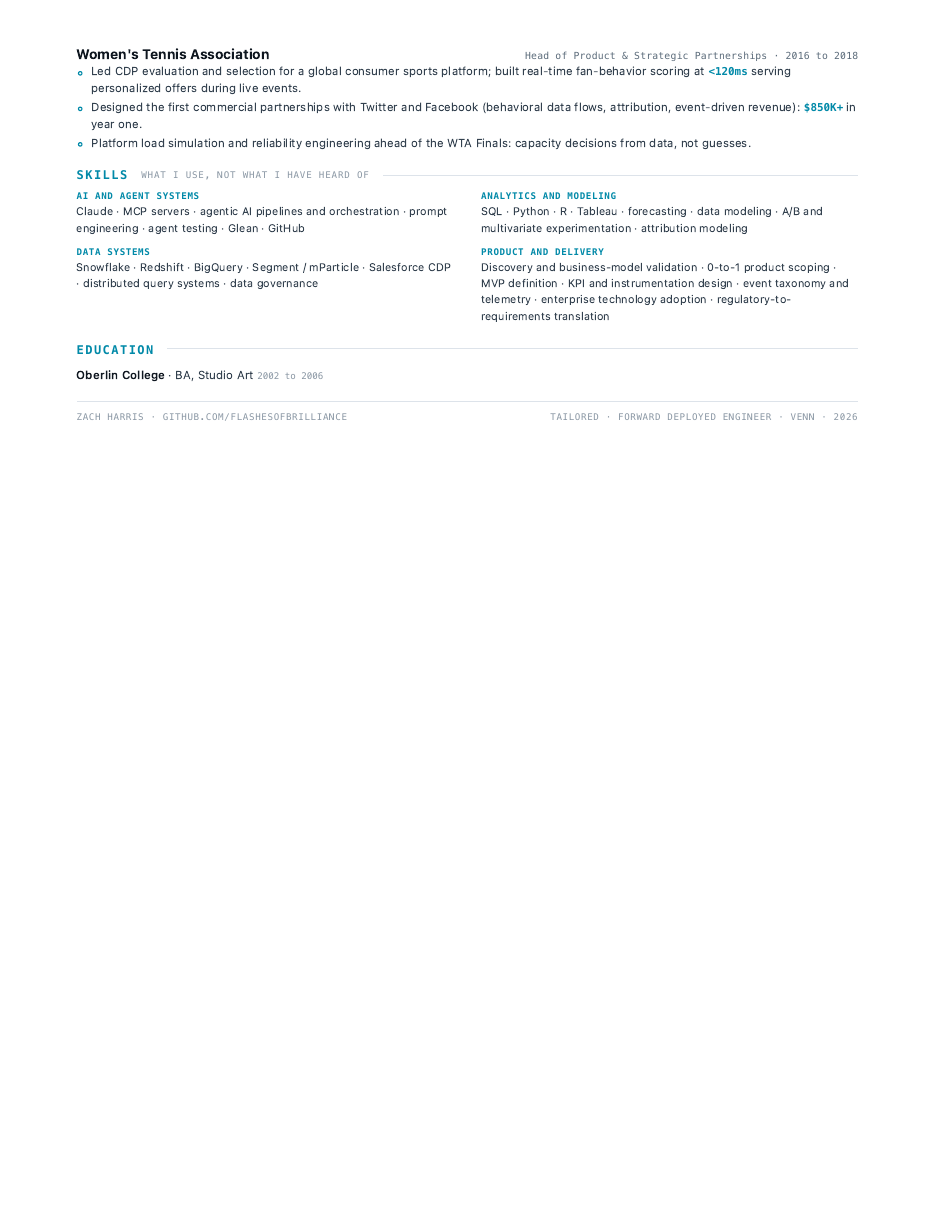 Women's Tennis Association
Head of Product & Strategic Partnerships · 2016 to 2018
Led CDP evaluation and selection for a global consumer sports platform; built real-time fan-behavior scoring at <120ms serving
personalized offers during live events.
Designed the first commercial partnerships with Twitter and Facebook (behavioral data flows, attribution, event-driven revenue): $850K+ in
year one.
Platform load simulation and reliability engineering ahead of the WTA Finals: capacity decisions from data, not guesses.
SKILLS WHAT I USE, NOT WHAT I HAVE HEARD OF
AI AND AGENT SYSTEMS
Claude · MCP servers · agentic AI pipelines and orchestration · prompt
engineering · agent testing · Glean · GitHub
ANALYTICS AND MODELING
SQL · Python · R · Tableau · forecasting · data modeling · A/B and
multivariate experimentation · attribution modeling
DATA SYSTEMS
Snowflake · Redshift · BigQuery · Segment / mParticle · Salesforce CDP
· distributed query systems · data governance
PRODUCT AND DELIVERY
Discovery and business-model validation · 0-to-1 product scoping ·
MVP definition · KPI and instrumentation design · event taxonomy and
telemetry · enterprise technology adoption · regulatory-to-
requirements translation
EDUCATION
Oberlin College · BA, Studio Art 2002 to 2006
ZACH HARRIS · GITHUB.COM/FLASHESOFBRILLIANCE
TAILORED · FORWARD DEPLOYED ENGINEER · VENN · 2026